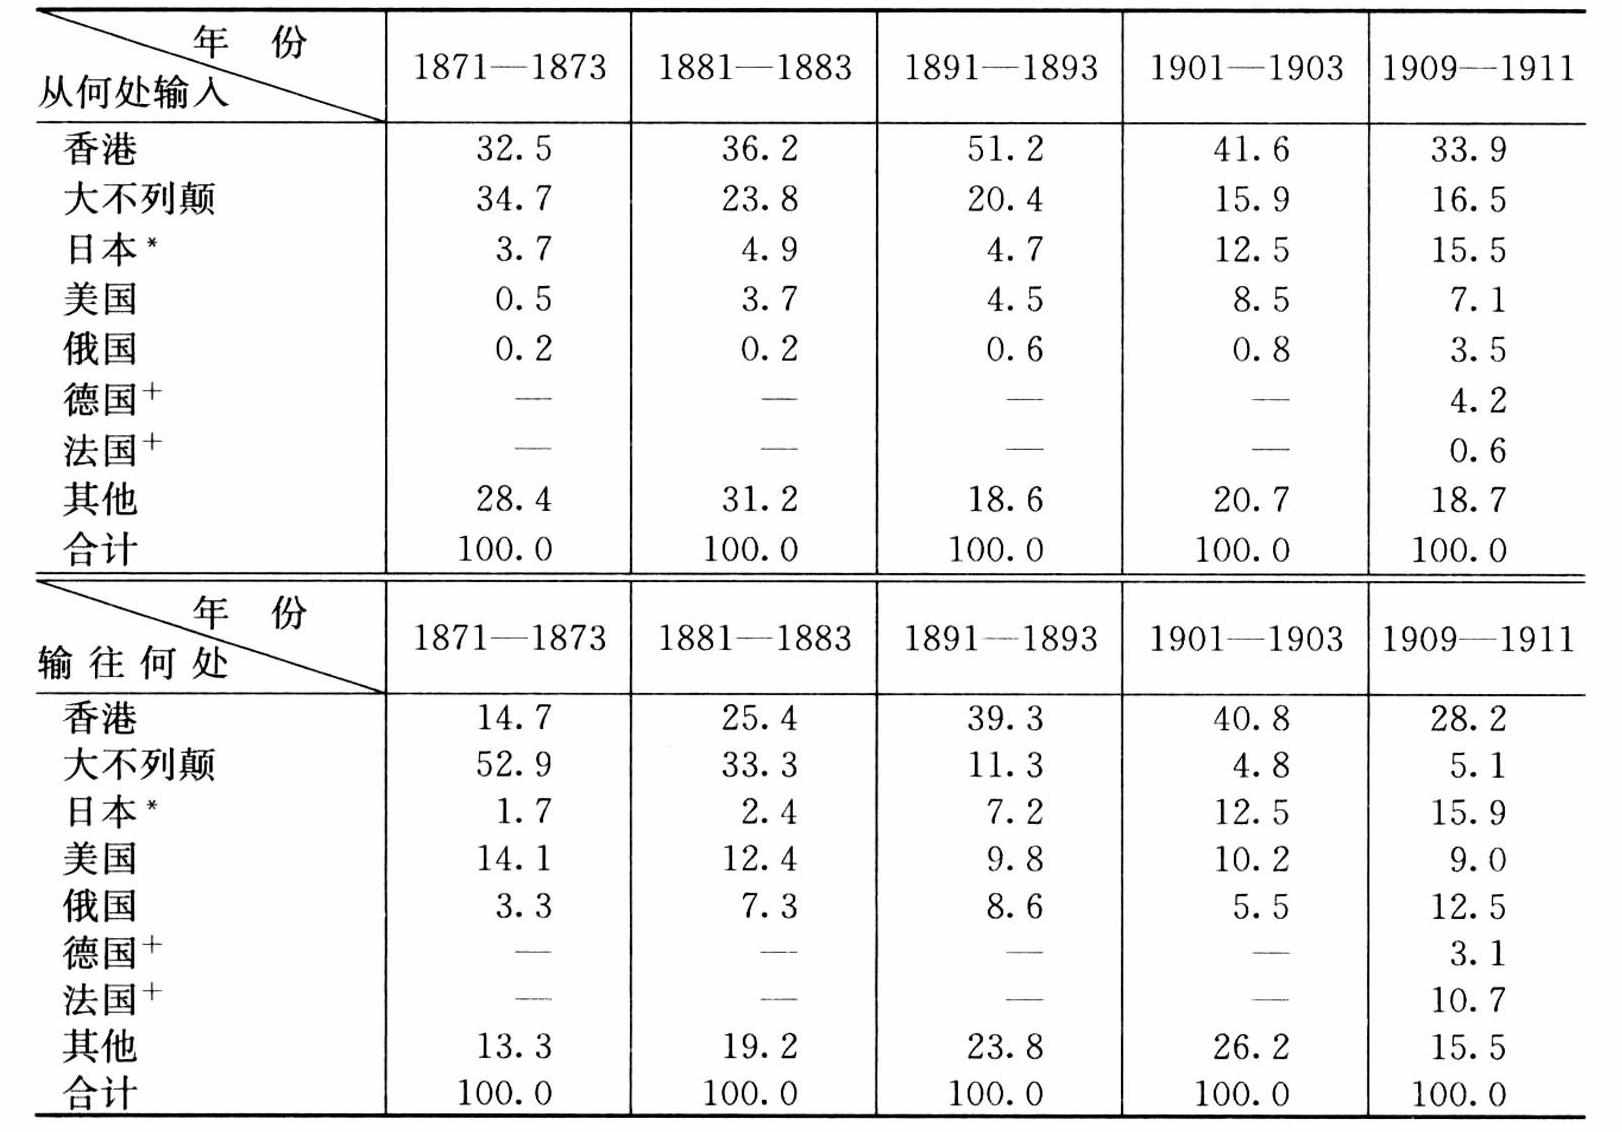 年 份 1871—1873 1881—1883 1891—1893 1901—1903 1909—1911
从何处输入
香港 32.5 36.2 51.2 41.6 33.9
大不列颠 34.7 23.8 20.4 15.9 16.5
日本* 3.7 4.9 4.7 12.5 15.5
美国 0.5 3.7 4.5 8.5 7.1
俄国 0.2 0.2 0.6 0.8 3.5
德国+ — — — — 4.2
法国+ — — — — 0.6
其他 28.4 31.2 18.6 20.7 18.7
合计 100.0 100.0 100.0 100.0 100.0
年 份 1871—1873 1881—1883 1891—1893 1901—1903 1909—1911
输往何处
香港 14.7 25.4 39.3 40.8 28.2
大不列颠 52.9 33.3 11.3 4.8 5.1
日本* 1.7 2.4 7.2 12.5 15.9
美国 14.1 12.4 9.8 10.2 9.0
俄国 3.3 7.3 8.6 5.5 12.5
德国+ — — — — 3.1
法国+ — — — — 10.7
其他 13.3 19.2 23.8 26.2 15.5
合计 100.0 100.0 100.0 100.0 100.0